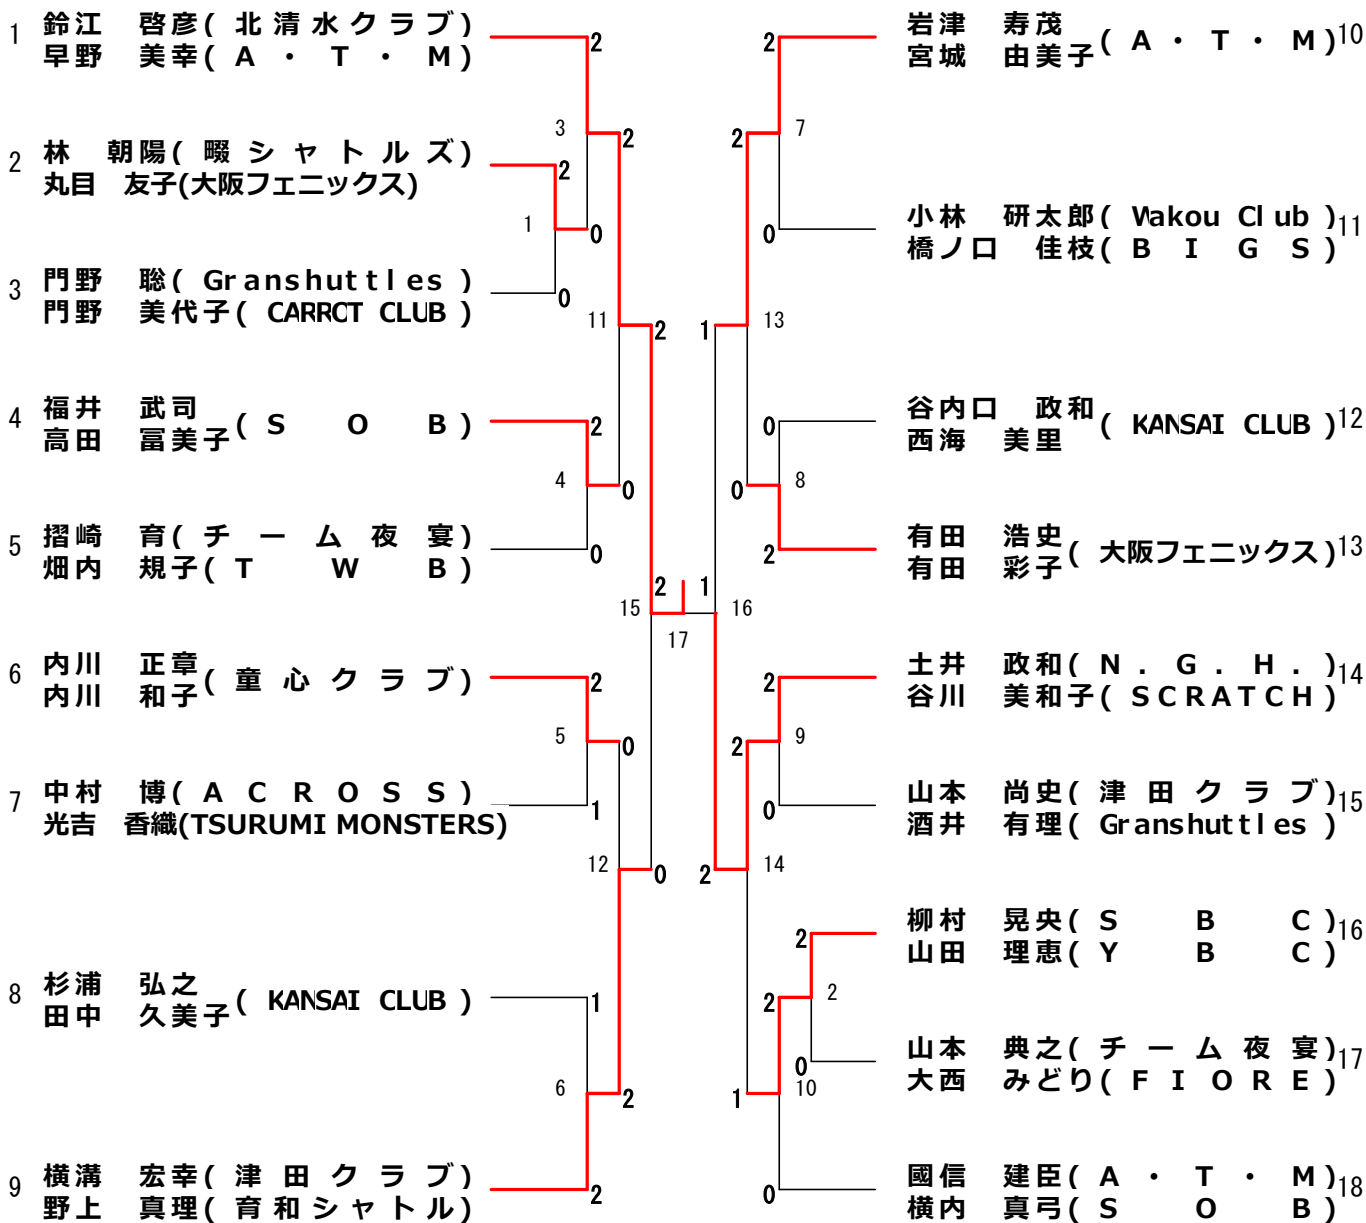 1 鈴江 啓彦( 北清水クラブ)
早野 美幸( A ・ T ・ M )
2 林 朝陽( 畷シャトルズ)
丸目 友子(大阪フェニックス)
3 門野 聡( Granshuttles )
門野 美代子( CARROT CLUB )
4 福井 武司
高田 冨美子( S O B )
5 摺崎 育( チーム夜宴)
畑内 規子( T W B )
6 内川 正章
内川 和子( 童心クラブ)
7 中村 博( A C R O S S )
光吉 香織(TSURUMI MONSTERS)
8 杉浦 弘之
田中 久美子( KANSAI CLUB )
9 横溝 宏幸( 津田クラブ)
野上 真理( 育和シャトル)
2
3
2
2
1
0
0
11
2
2
4
0
0
2
15
17
2
5
0
1
12
0
1
6
2
2
2
2
7
0
1
13
0
0
8
2
1
16
2
2
9
0
2
14
2
2
2
0
1
10
0
岩津 寿茂
宮城 由美子( A ・ T ・ M ) 10
小林 研太郎( Wakou Club ) 11
橋ノ口 佳枝( B I G S )
谷内口 政和
西海 美里( KANSAI CLUB ) 12
有田 浩史
有田 彩子( 大阪フェニックス) 13
土井 政和( N . G . H . ) 14
谷川 美和子( SCRATCH )
山本 尚史( 津田クラブ) 15
酒井 有理( Granshuttles )
柳村 晃央( S B C ) 16
山田 理恵( Y B C )
山本 典之( チーム夜宴) 17
大西 みどり( F I O R E )
國信 建臣( A ・ T ・ M ) 18
横内 真弓( S O B )